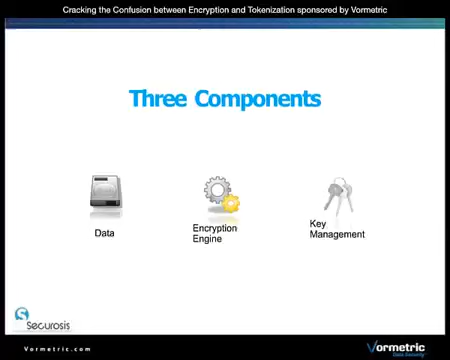 Cracking the Confusion between Encryption and Tokenization sponsored by Vormetric
Three Components
Data
Encryption
Engine
Key
Management
S
Securosis
Vormetric.com
Vormetric
Data Security